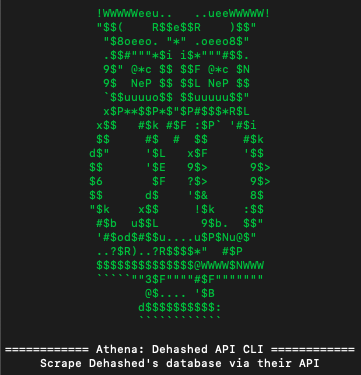 !WWWWWeeu..   ..ueeWWWWW!
"$$(    R$$e$$R    )$$"
"$8oeeo. "*" .oeeo8$"
.$$#"""*$i i$*"""#$$.
9$" @*c $$ $$F @*c $N
9$  NeP $$ $$L NeP $$
`$$uuuuo$$ $$uuuuu$$"
x$P**$$P*$"$P#$$$*R$L
x$$   #$k #$F :$P` '#$i
$$      #$  #  $$      #$k
d$"     '$L   x$F     '$$
$$      '$E   9$>      9$>
$6       $F   ?$>      9$>
$$      d$    '$&      8$
"$k    x$$     !$k    :$$
#$b  u$$L      9$b.  $$"
'#$od$#$$u....u$P$Nu@$"
..?$R)..?R$$$$*"  #$P
$$$$$$$$$$$$$$@WWWW$NWWW
`````""3$F""""#$F"""""""
@$.... '$B
d$$$$$$$$$$:
````````````
============ Athena: Dehashed API CLI ============
Scrape Dehashed's database via their API